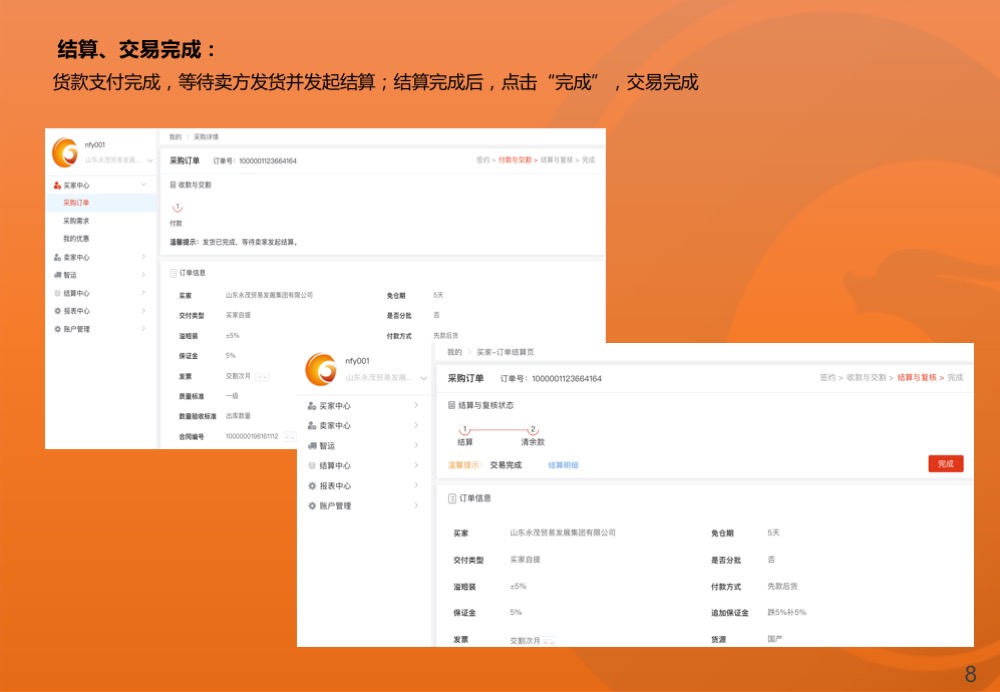 结算、交易完成：
货款支付完成，等待卖方发货并发起结算；结算完成后，点击“完成”，交易完成
nfy001
山东永茂贸易发展...
买家中心
采购订单
采购需求
我的优惠
卖家中心
智运
结算中心
报表中心
账户管理
我的 > 采购详情
采购订单 订单号：1000001123664164
签约 > 付款与交割 > 结算与复核 > 完成
收款与交割
1
付款
温馨提示：发货已完成，等待卖家发起结算。
订单信息
买家 山东永茂贸易发展集团有限公司 免仓期 5天
交付类型 买家自提 是否分批 否
溢短装 ±5% 付款方式 先款后货
保证金 5%
发票 交割次月
质量标准 一级
数量验收标准 出库数量
合同编号 1000000196161112
nfy001
山东永茂贸易发展...
买家中心
卖家中心
智运
结算中心
报表中心
账户管理
我的 > 买家-订单结算页
采购订单 订单号：1000001123664164
签约 > 收款与交割 > 结算与复核 > 完成
结算与复核状态
1 2
结算 清余款
温馨提示： 交易完成 结算明细 完成
订单信息
买家 山东永茂贸易发展集团有限公司 免仓期 5天
交付类型 买家自提 是否分批 否
溢短装 ±5% 付款方式 先款后货
保证金 5% 追加保证金 跌5%补5%
发票 交割次月 货源 国产
8